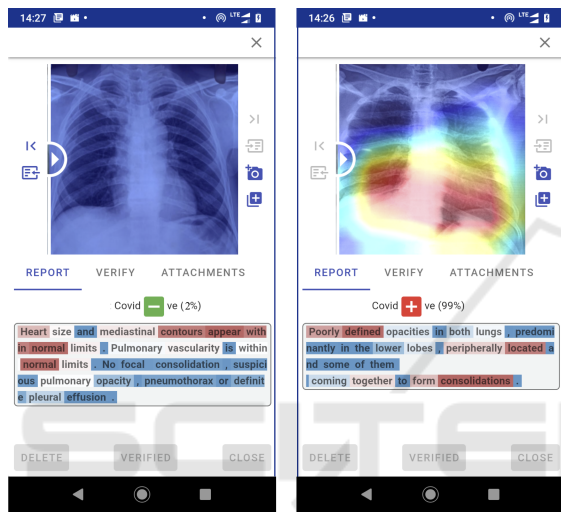 14:27
LTE
REPORT VERIFY ATTACHMENTS
Covid − ve (2%)
Heart size and mediastinal contours appear with
in normal limits . Pulmonary vascularity is within
normal limits . No focal consolidation , suspici
ous pulmonary opacity , pneumothorax or definit
e pleural effusion .
DELETE VERIFIED CLOSE
14:26
LTE
REPORT VERIFY ATTACHMENTS
Covid + ve (99%)
Poorly defined opacities in both lungs , predomi
nantly in the lower lobes , peripherally located a
nd some of them
coming together to form consolidations .
DELETE VERIFIED CLOSE